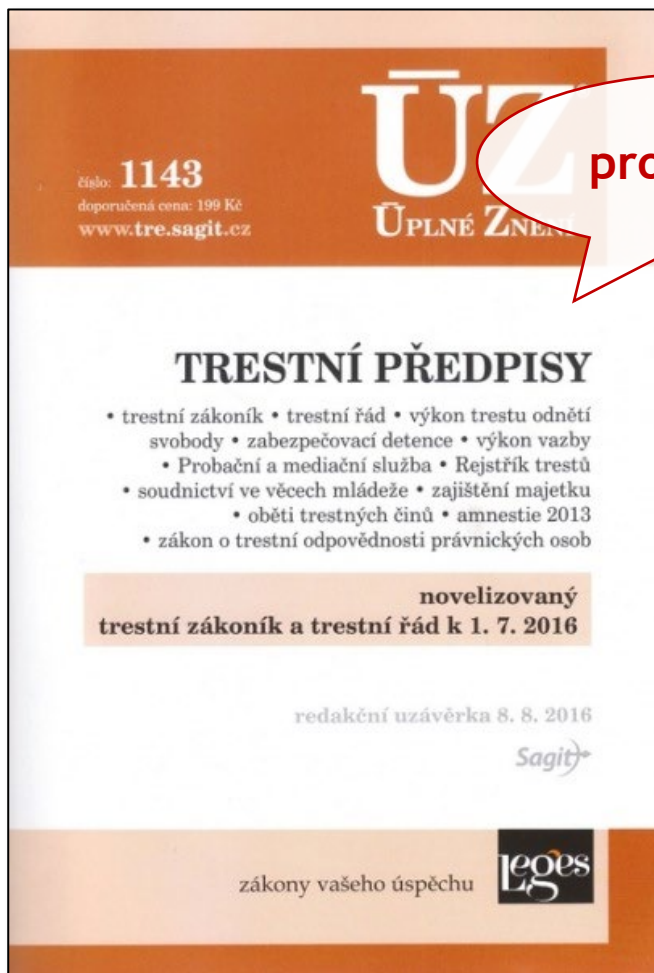 číslo: 1143
doporučená cena: 199 Kč
www.tre.sagit.cz
ÚZ
ÚPLNÉ ZNĚNÍ
TRESTNÍ PŘEDPISY
• trestní zákoník • trestní řád • výkon trestu odnětí
svobody • zabezpečovací detence • výkon vazby
• Probační a mediační služba • Rejstřík trestů
• soudnictví ve věcech mládeže • zajištění majetku
• oběti trestných činů • amnestie 2013
• zákon o trestní odpovědnosti právnických osob
novelizovaný
trestní zákoník a trestní řád k 1. 7. 2016
redakční uzávěrka 8. 8. 2016
Sagit
zákony vašeho úspěchu
Leges